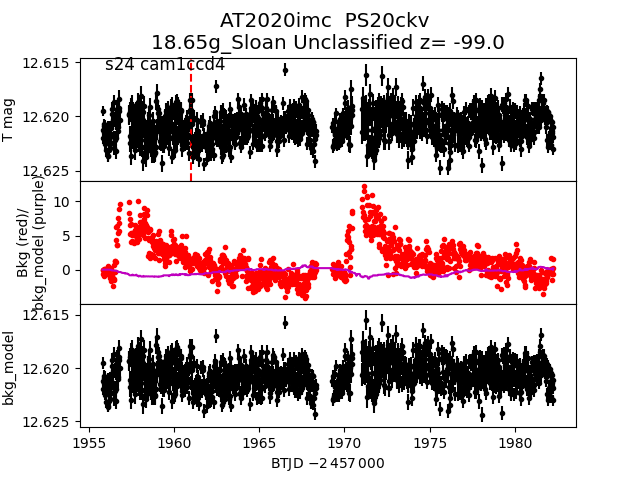 AT2020imc PS20ckv
18.65g_Sloan Unclassified z= -99.0
s24 cam1ccd4
12.615
12.620
12.625
T mag
10
5
0
Bkg (red)/
bkg_model (purple)
12.615
12.620
12.625
bkg_model
1955 1960 1965 1970 1975 1980
BTJD −2 457 000